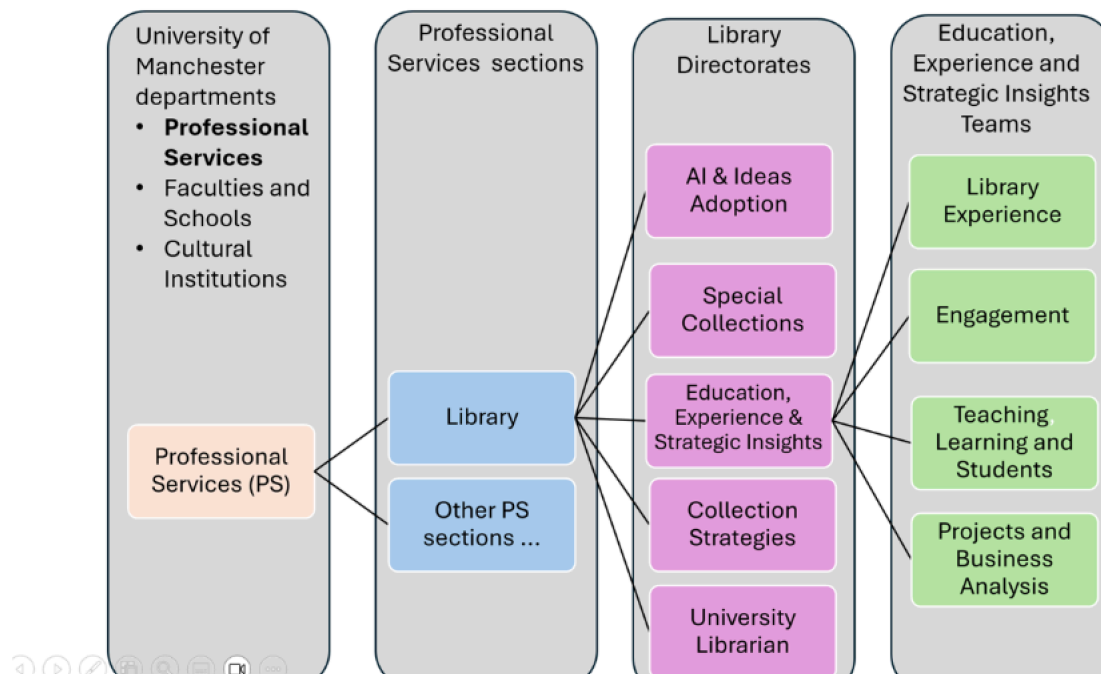 University of
Manchester
departments
• Professional
Services
• Faculties and
Schools
• Cultural
Institutions
Professional
Services (PS)
Professional
Services sections
Library
Other PS
sections ...
Library
Directorates
AI & Ideas
Adoption
Special
Collections
Education,
Experience &
Strategic Insights
Collection
Strategies
University
Librarian
Education,
Experience and
Strategic Insights
Teams
Library
Experience
Engagement
Teaching,
Learning and
Students
Projects and
Business
Analysis